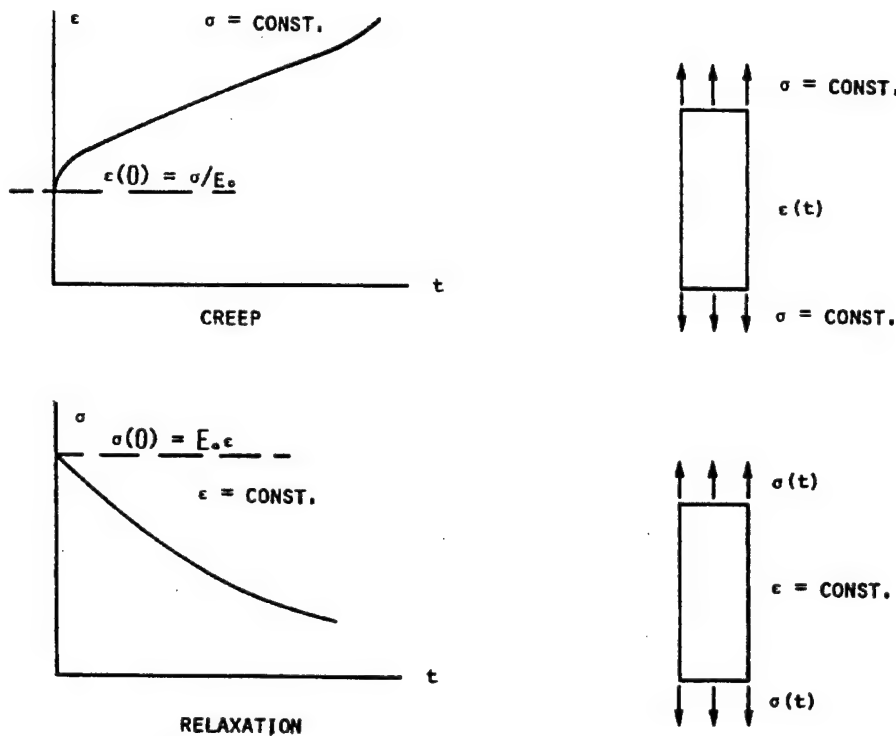 ε
σ = CONST.
ε(0) = σ/E₀
t
CREEP
σ = CONST.
ε(t)
σ = CONST.
σ
σ(0) = E₀ε
ε = CONST.
t
RELAXATION
σ(t)
ε = CONST.
σ(t)